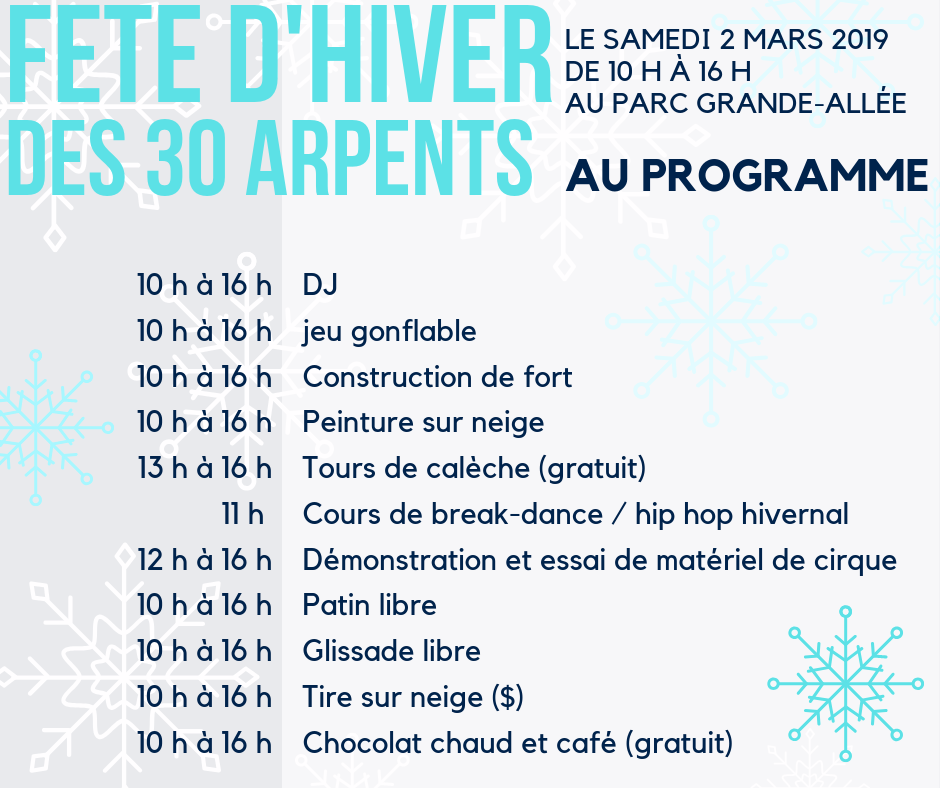 FETE D'HIVER
DES 30 ARPENTS
LE SAMEDI 2 MARS 2019
DE 10 H À 16 H
AU PARC GRANDE-ALLÉE
AU PROGRAMME
10 h à 16 h DJ
10 h à 16 h jeu gonflable
10 h à 16 h Construction de fort
10 h à 16 h Peinture sur neige
13 h à 16 h Tours de calèche (gratuit)
11 h Cours de break-dance / hip hop hivernal
12 h à 16 h Démonstration et essai de matériel de cirque
10 h à 16 h Patin libre
10 h à 16 h Glissade libre
10 h à 16 h Tire sur neige ($)
10 h à 16 h Chocolat chaud et café (gratuit)